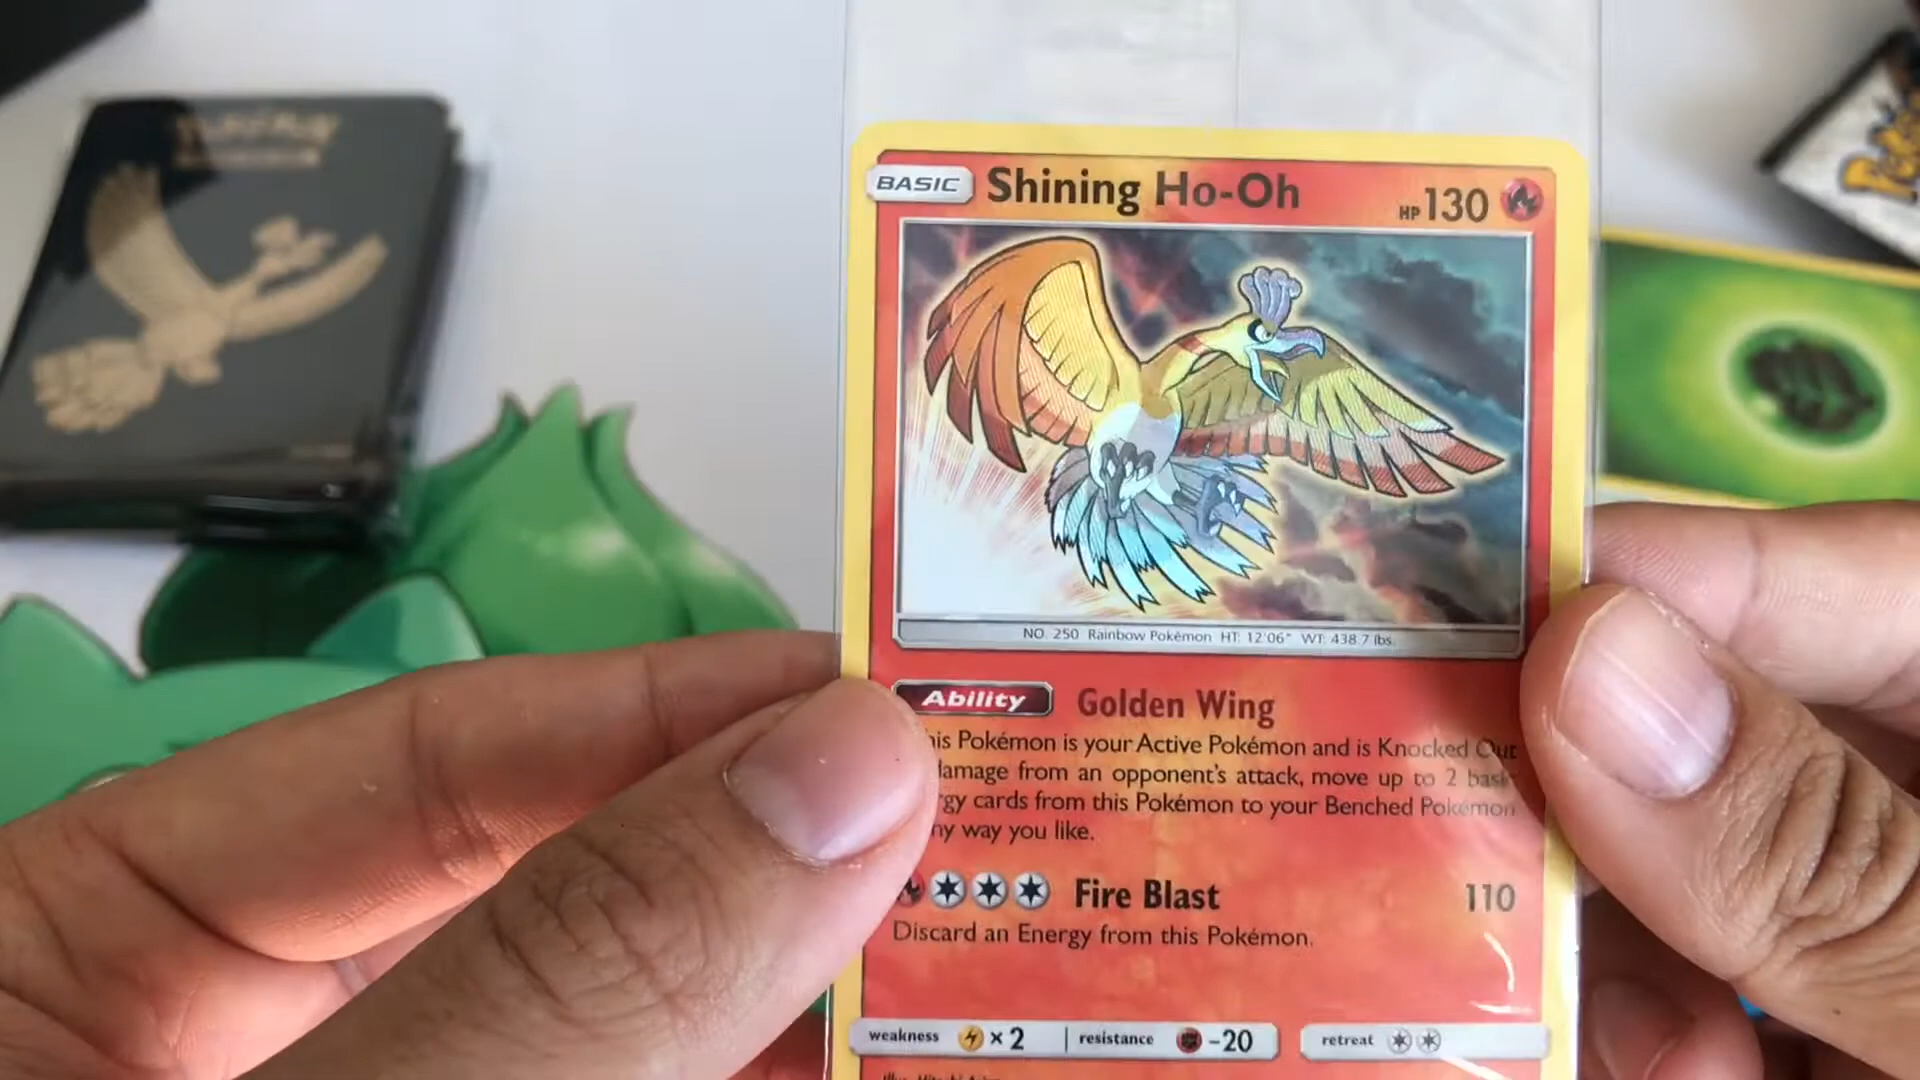 BASIC Shining Ho-Oh HP 130
NO. 250 Rainbow Pokémon HT: 12'06" WT: 438.7 lbs.
Ability Golden Wing
his Pokémon is your Active Pokémon and is Knocked Out
damage from an opponent's attack, move up to 2 basic
rgy cards from this Pokémon to your Benched Pokémon
ny way you like.
Fire Blast 110
Discard an Energy from this Pokémon.
weakness ×2 resistance -20 retreat
POKÉMON